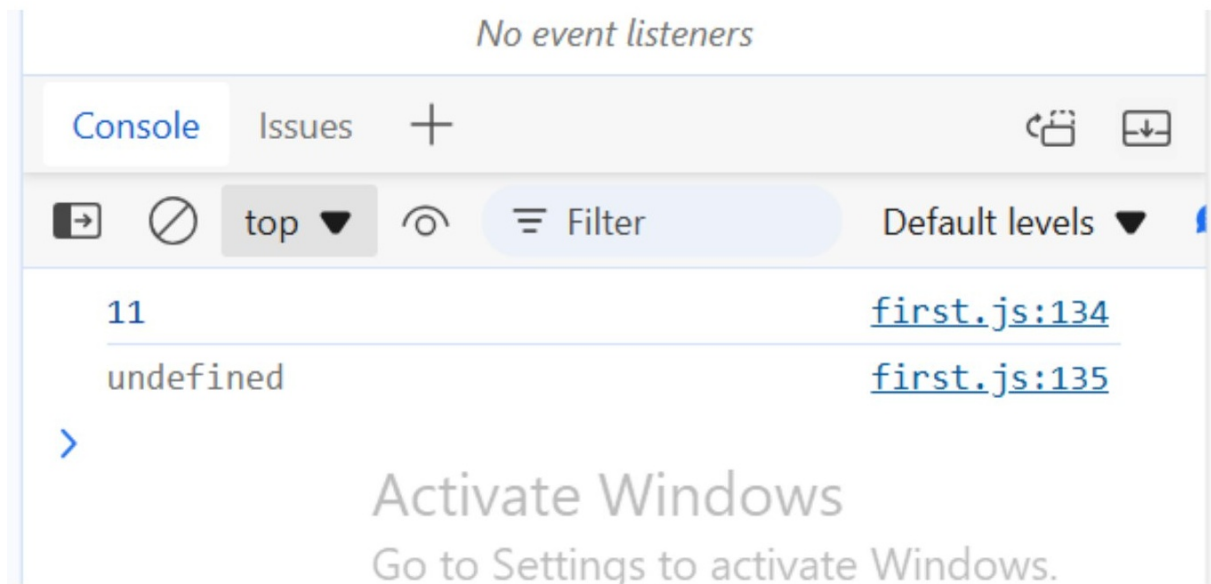 No event listeners
Console Issues
top Filter Default levels
11 first.js:134
undefined first.js:135
Activate Windows
Go to Settings to activate Windows.